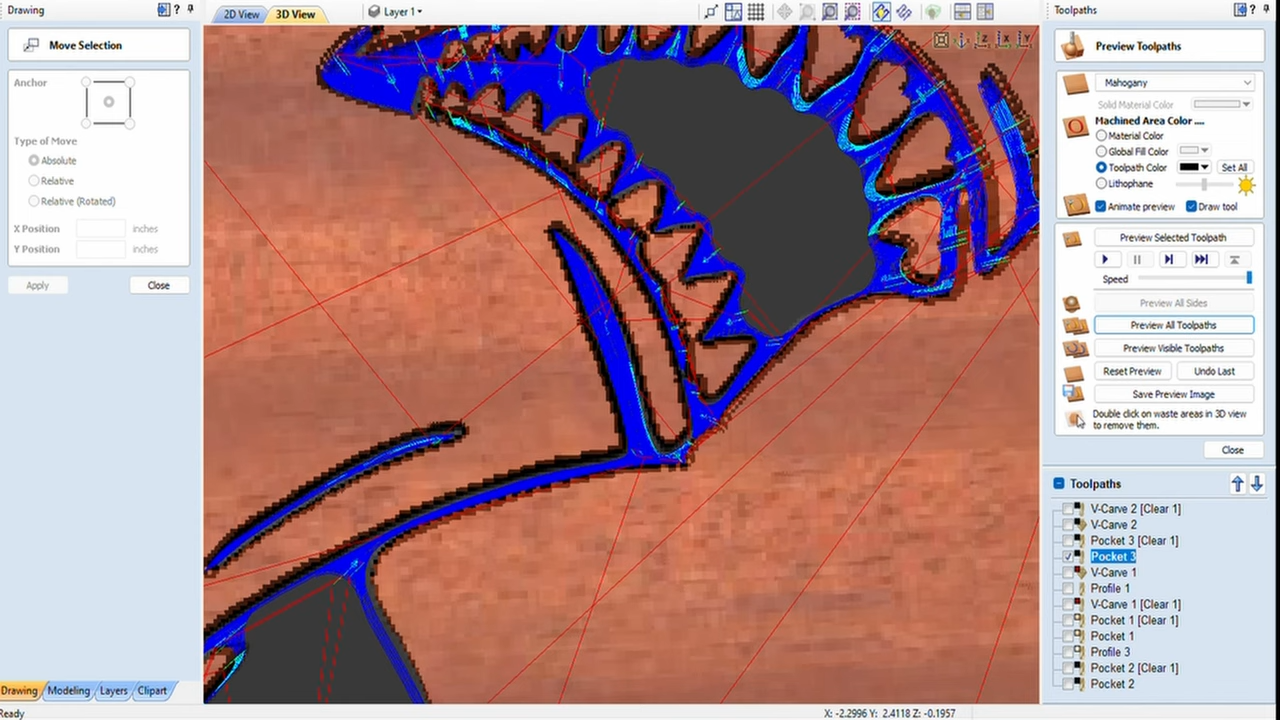 Drawing
Move Selection
Anchor
Type of Move
Absolute
Relative
Relative (Rotated)
X Position inches
Y Position inches
Apply Close
Drawing Modeling Layers Clipart
Ready
2D View 3D View
Layer 1
X: -2.2996 Y: 2.4118 Z: -0.1957
Toolpaths
Preview Toolpaths
Mahogany
Solid Material Color
Machined Area Color ....
Material Color
Global Fill Color
Toolpath Color Set All
Lithophane
Animate preview Draw tool
Preview Selected Toolpath
Speed
Preview All Sides
Preview All Toolpaths
Preview Visible Toolpaths
Reset Preview Undo Last
Save Preview Image
Double click on waste areas in 3D view
to remove them.
Close
Toolpaths
V-Carve 2 [Clear 1]
V-Carve 2
Pocket 3 [Clear 1]
Pocket 3
V-Carve 1
Profile 1
V-Carve 1 [Clear 1]
Pocket 1 [Clear 1]
Pocket 1
Profile 3
Pocket 2 [Clear 1]
Pocket 2